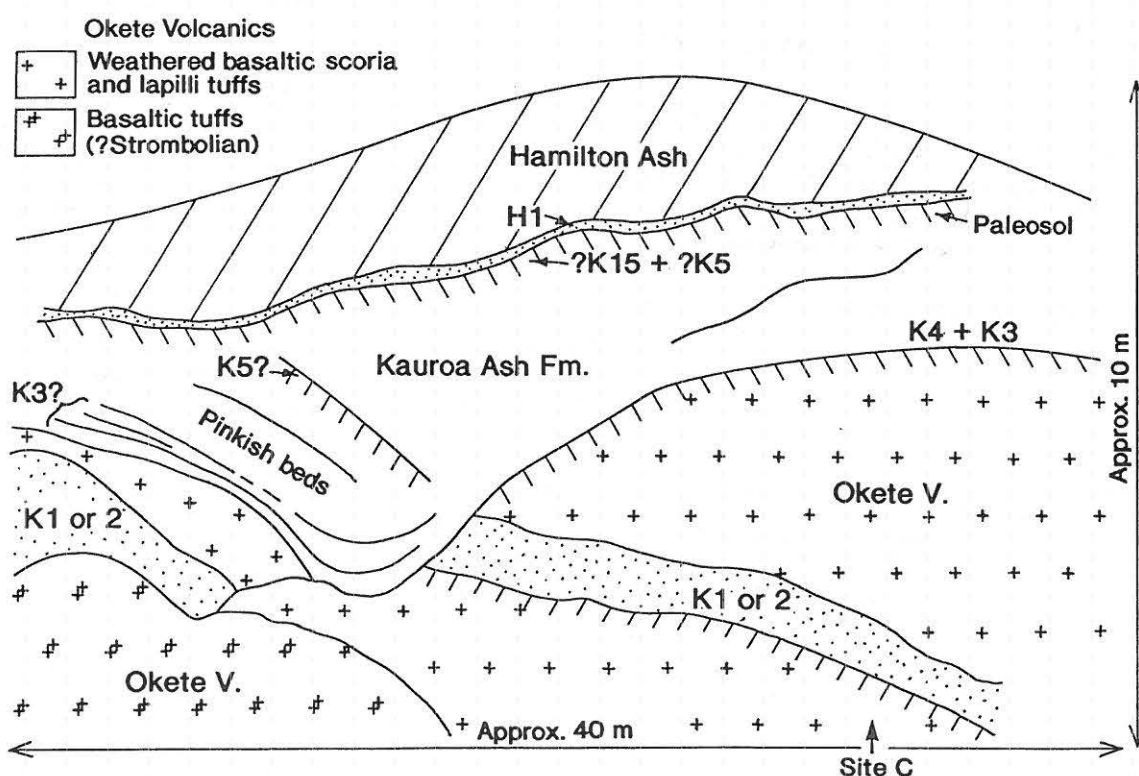 Okete Volcanics
Weathered basaltic scoria
and lapilli tuffs
Basaltic tuffs
(?Strombolian)
Hamilton Ash
H1
Paleosol
?K15 + ?K5
K4 + K3
K5?
Kauroa Ash Fm.
K3?
Pinkish beds
Approx. 10 m
Okete V.
K1 or 2
K1 or 2
Okete V.
Approx. 40 m
Site C